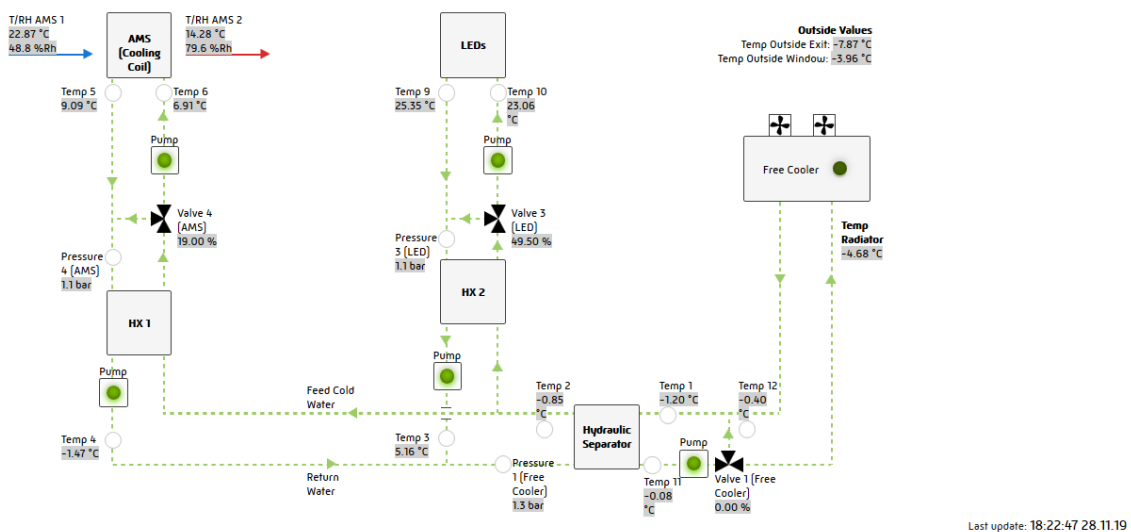 T/RH AMS 1
22.87 °C
48.8 %Rh
AMS
(Cooling
Coil)
T/RH AMS 2
14.28 °C
79.6 %Rh
LEDs
Outside Values
Temp Outside Exit: -7.87 °C
Temp Outside Window: -3.96 °C
Temp 5
9.09 °C
Temp 6
6.91 °C
Temp 9
25.35 °C
Temp 10
23.06
°C
Pump
Pump
Free Cooler
Valve 4
(AMS)
19.00 %
Valve 3
(LED)
49.50 %
Temp
Radiator
-4.68 °C
Pressure
4 (AMS)
1.1 bar
Pressure
3 (LED)
1.1 bar
HX 1
HX 2
Pump
Pump
Feed Cold
Water
Temp 2
-0.85
°C
Temp 1
-1.20 °C
Temp 12
-0.40
°C
Hydraulic
Separator
Temp 4
-1.47 °C
Temp 3
5.16 °C
Pump
Return
Water
Pressure
1 (Free
Cooler)
1.3 bar
Temp 11
-0.08
°C
Valve 1 (Free
Cooler)
0.00 %
Last update: 18:22:47 28.11.19